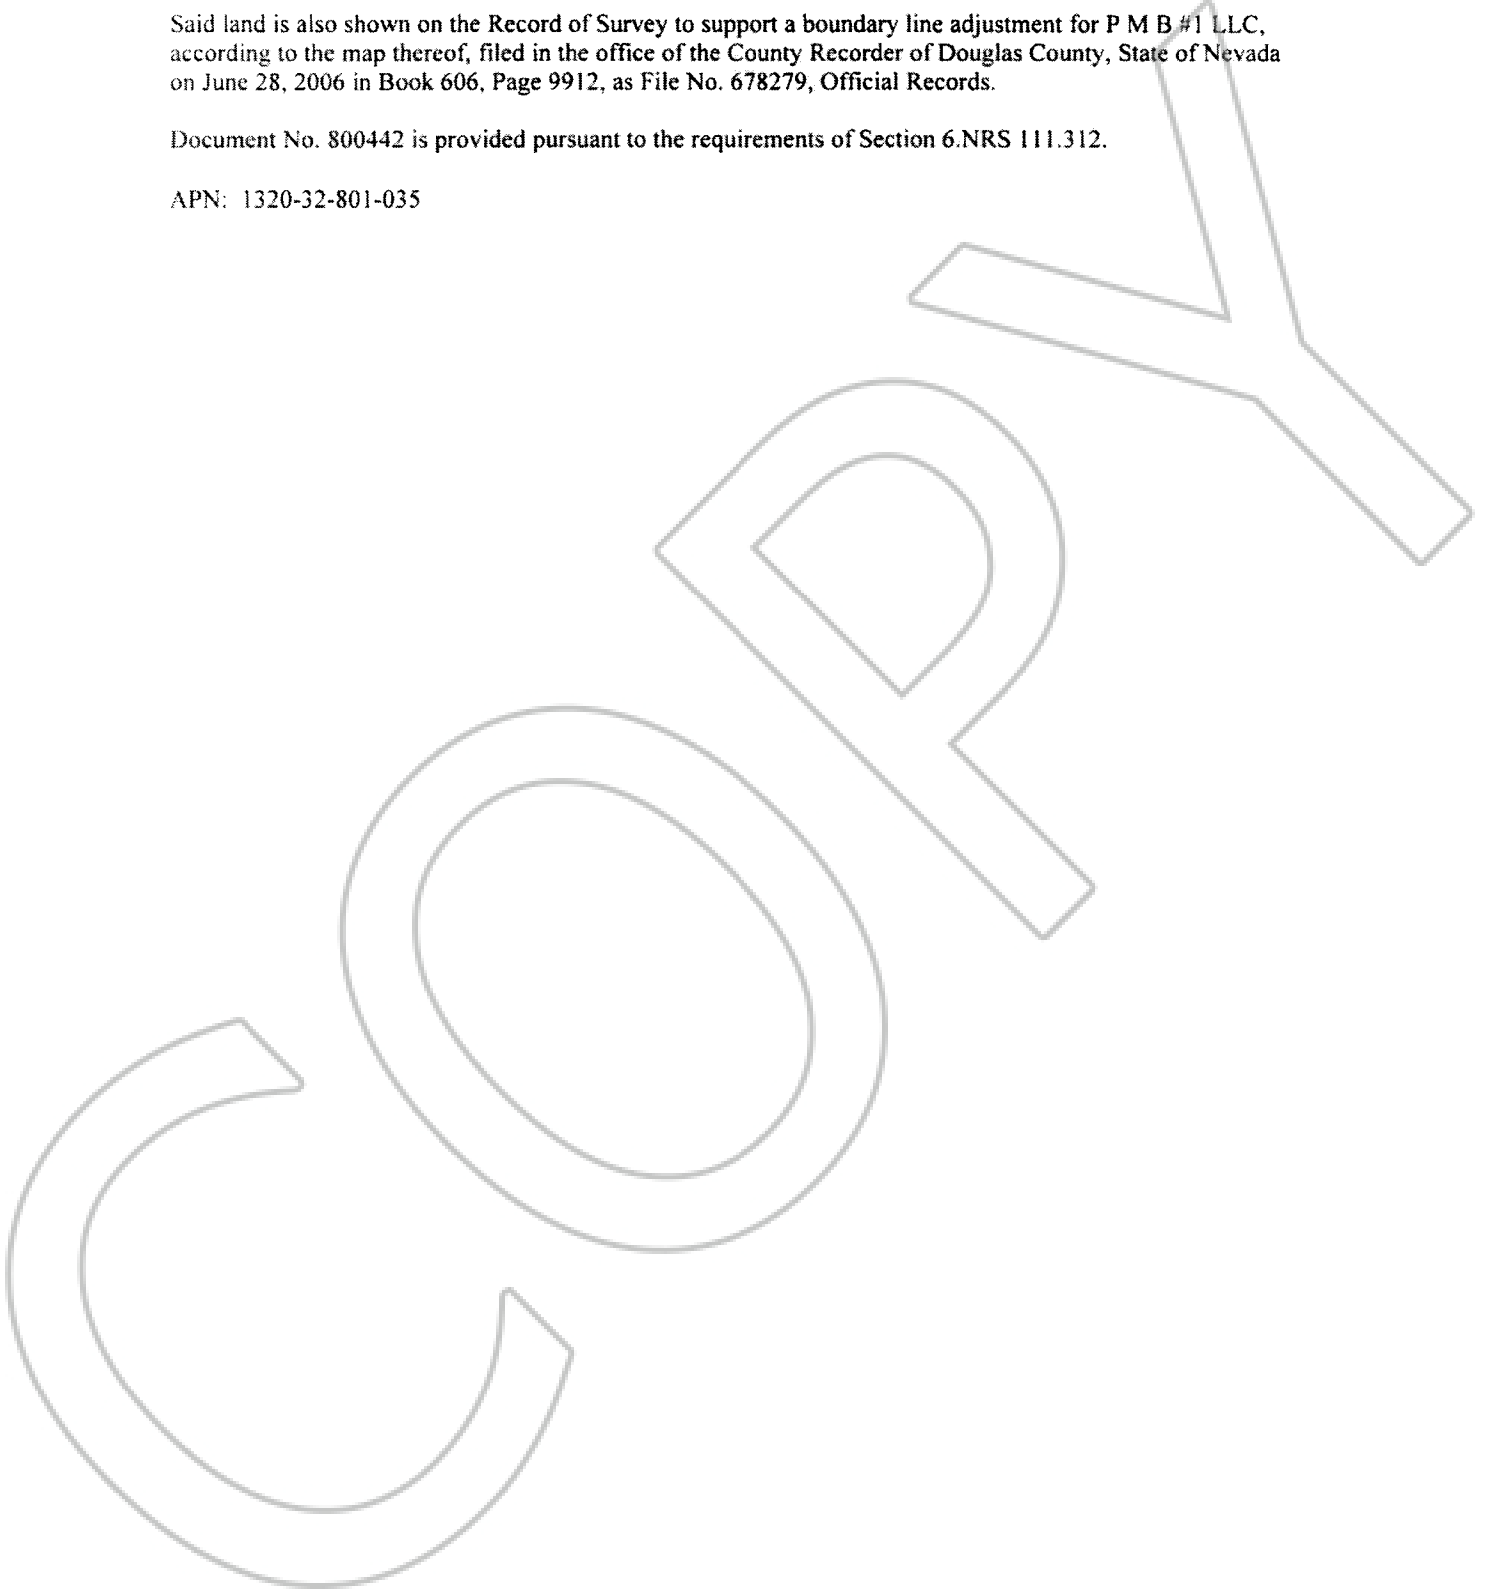 Said land is also shown on the Record of Survey to support a boundary line adjustment for P M B #1 LLC,
according to the map thereof, filed in the office of the County Recorder of Douglas County, State of Nevada
on June 28, 2006 in Book 606, Page 9912, as File No. 678279, Official Records.
Document No. 800442 is provided pursuant to the requirements of Section 6.NRS 111.312.
APN: 1320-32-801-035
COPY